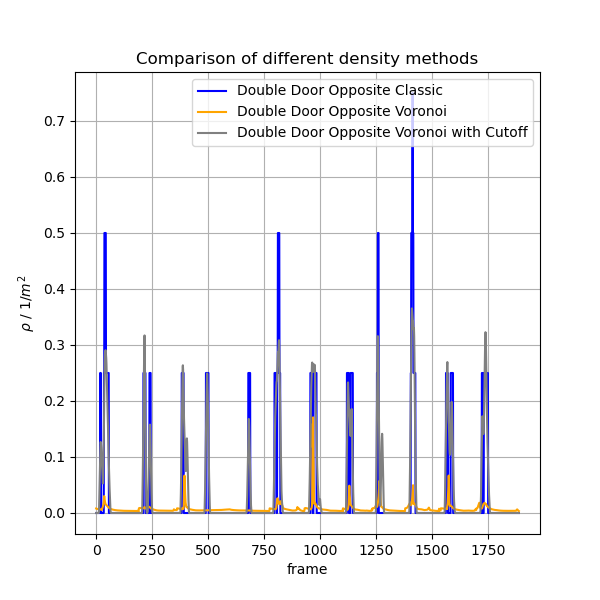 Comparison of different density methods
Double Door Opposite Classic
Double Door Opposite Voronoi
Double Door Opposite Voronoi with Cutoff
0.7
0.6
0.5
0.4
0.3
0.2
0.1
0.0
ρ / 1/m²
0 250 500 750 1000 1250 1500 1750
frame